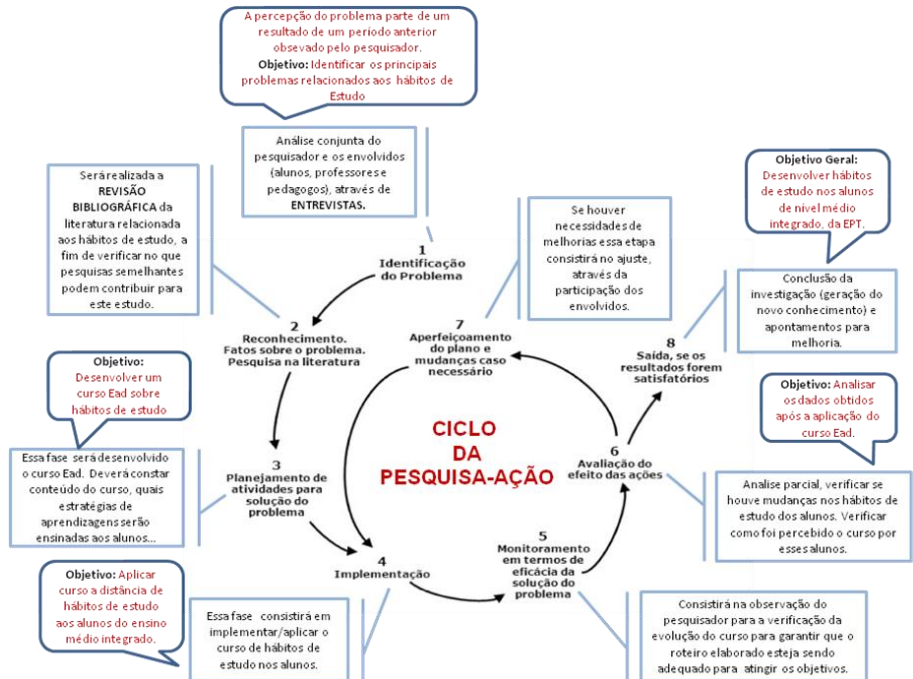 A percepção do problema parte de um
resultado de um período anterior
obsevado pelo pesquisador.
Objetivo: Identificar os principais
problemas relacionados aos hábitos de
Estudo
Análise conjunta do
pesquisador e os envolvidos
(alunos, professores e
pedagogos), através de
ENTREVISTAS.
1
Identificação
do Problema
Será realizada a
REVISÃO
BIBLIOGRÁFICA da
literatura relacionada
aos hábitos de estudo, a
fim de verificar no que
pesquisas semelhantes
podem contribuir para
este estudo.
2
Reconhecimento.
Fatos sobre o problema.
Pesquisa na literatura
Objetivo:
Desenvolver um
curso Ead sobre
hábitos de estudo
Essa fase será desenvolvido
o curso Ead. Deverá constar
conteúdo do curso, quais
estratégias de
aprendizagens serão
ensinadas aos alunos...
3
Planejamento de
atividades para
solução do
problema
Objetivo: Aplicar
curso a distância de
hábitos de estudo
aos alunos do ensino
médio integrado.
Essa fase consistirá em
implementar/aplicar o
curso de hábitos de
estudo nos alunos.
4
Implementação
CICLO
DA
PESQUISA-AÇÃO
5
Monitoramento
em termos de
eficácia da
solução do
problema
Consistirá na observação do
pesquisador para a verificação da
evolução do curso para garantir que o
roteiro elaborado esteja sendo
adequado para atingir os objetivos.
6
Avaliação do
efeito das ações
Objetivo: Analisar
os dados obtidos
após a aplicação do
curso Ead.
Analise parcial, verificar se
houve mudanças nos hábitos
de estudo dos alunos. Verificar
como foi percebido o curso por
esses alunos.
7
Aperfeiçoamento
do plano e
mudanças caso
necessário
Se houver
necessidades de
melhorias essa etapa
consistirá no ajuste,
através da
participação dos
envolvidos.
8
Saída, se os
resultados forem
satisfatórios
Objetivo Geral:
Desenvolver hábitos
de estudo nos alunos
de nível médio
integrado, da EPT.
Conclusão da
investigação (geração do
novo conhecimento) e
apontamentos para
melhoria.